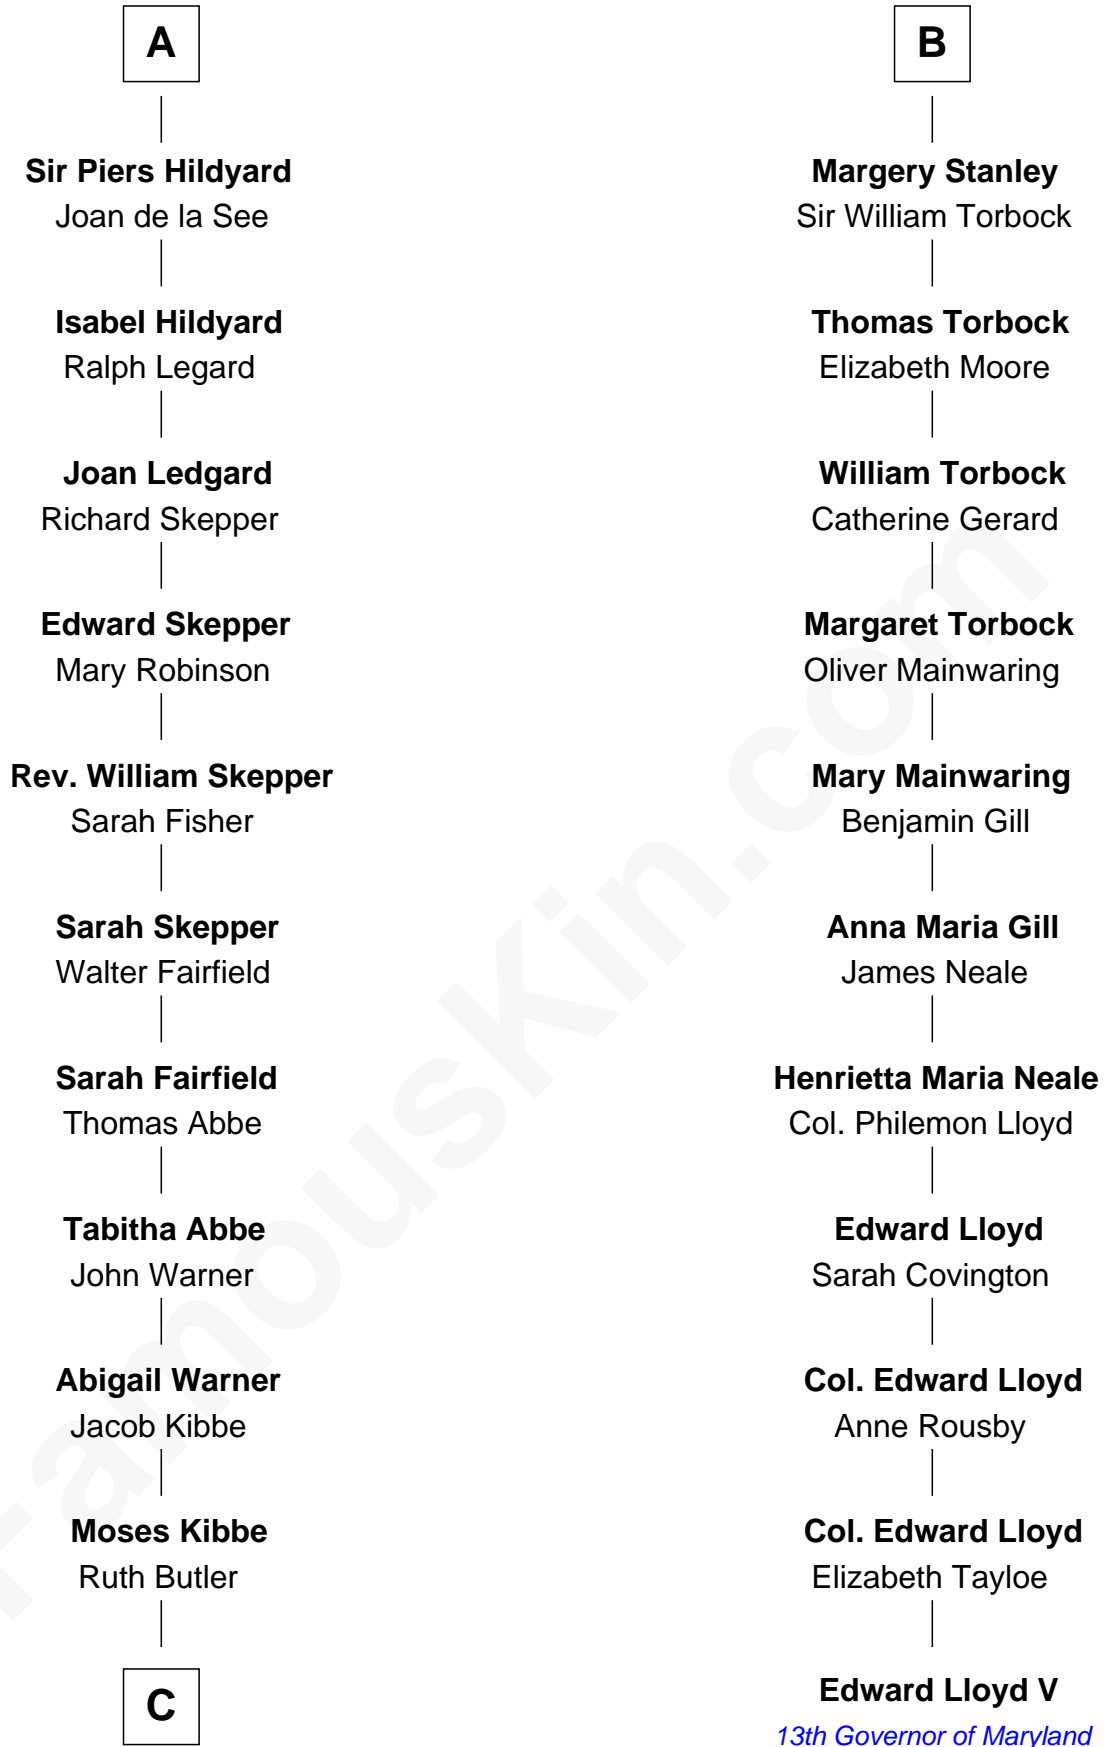 A
Sir Piers Hildyard
Joan de la See
Isabel Hildyard
Ralph Legard
Joan Ledgard
Richard Skepper
Edward Skepper
Mary Robinson
Rev. William Skepper
Sarah Fisher
Sarah Skepper
Walter Fairfield
Sarah Fairfield
Thomas Abbe
Tabitha Abbe
John Warner
Abigail Warner
Jacob Kibbe
Moses Kibbe
Ruth Butler
C
B
Margery Stanley
Sir William Torbock
Thomas Torbock
Elizabeth Moore
William Torbock
Catherine Gerard
Margaret Torbock
Oliver Mainwaring
Mary Mainwaring
Benjamin Gill
Anna Maria Gill
James Neale
Henrietta Maria Neale
Col. Philemon Lloyd
Edward Lloyd
Sarah Covington
Col. Edward Lloyd
Anne Rousby
Col. Edward Lloyd
Elizabeth Tayloe
Edward Lloyd V
13th Governor of Maryland
FamousKin.com